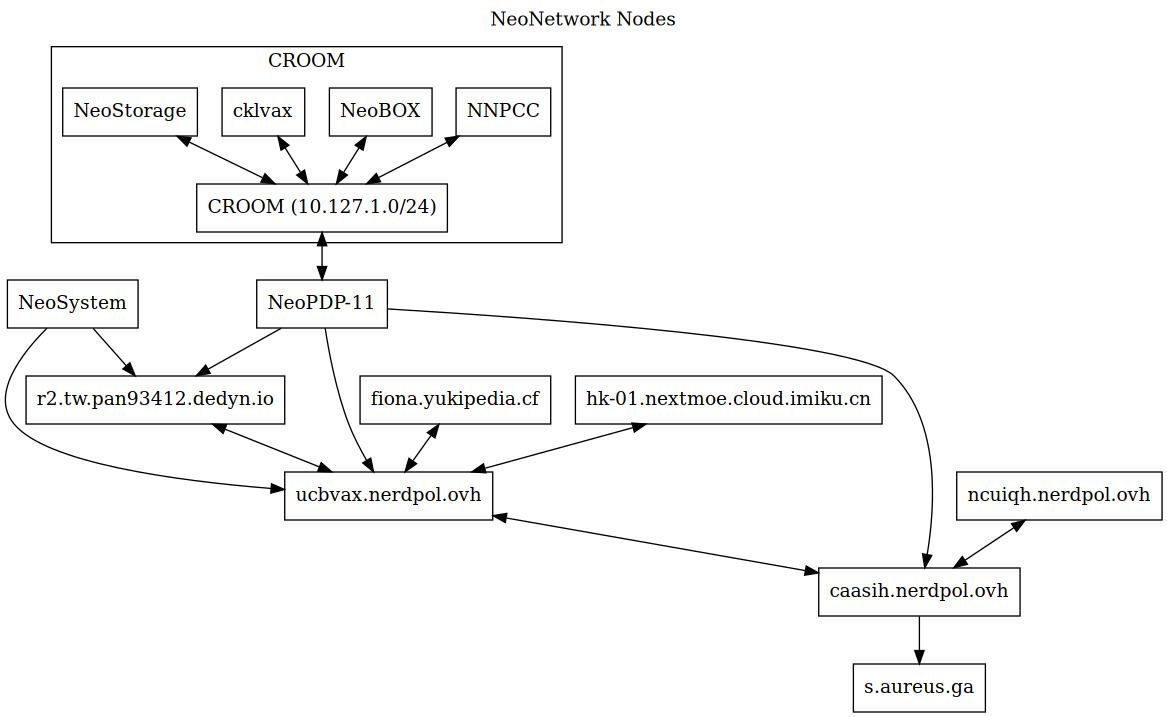 NeoNetwork Nodes
CROOM
NeoStorage
cklvax
NeoBOX
NNPCC
CROOM (10.127.1.0/24)
NeoSystem
NeoPDP-11
r2.tw.pan93412.dedyn.io
fiona.yukipedia.cf
hk-01.nextmoe.cloud.imiku.cn
ucbvax.nerdpol.ovh
ncuiqh.nerdpol.ovh
caasih.nerdpol.ovh
s.aureus.ga